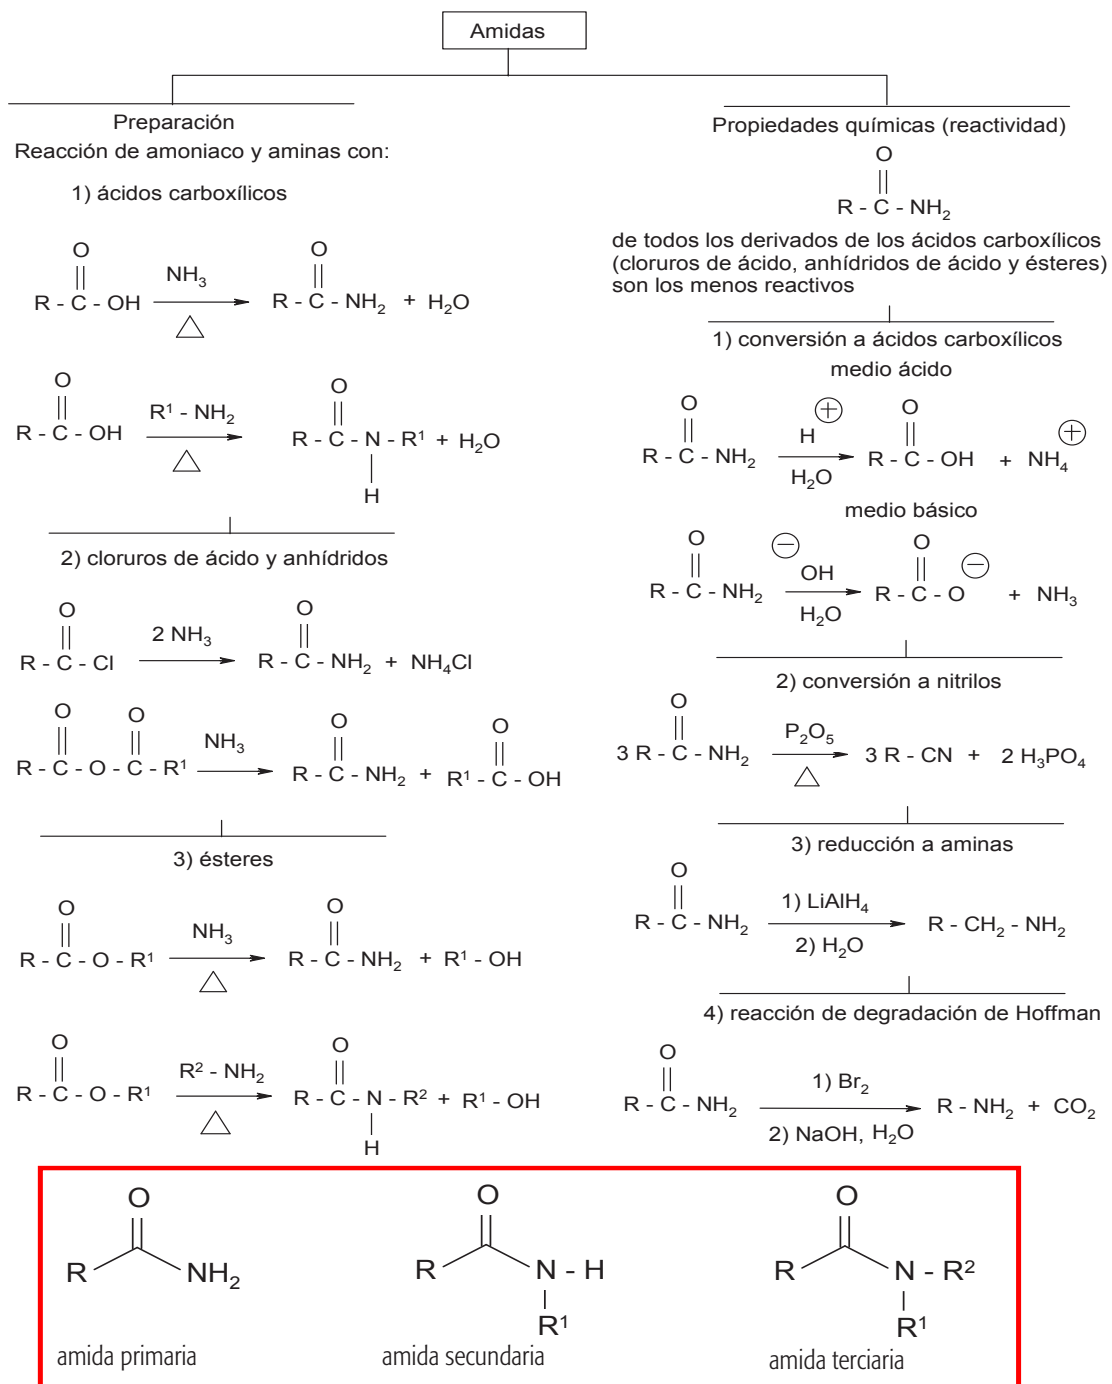 Amidas
Preparación
Reacción de amoniaco y aminas con:
1) ácidos carboxílicos
O
R - C - OH
NH₃
△
O
R - C - NH₂ + H₂O
O
R - C - OH
R¹ - NH₂
△
O
R - C - N - R¹ + H₂O
H
2) cloruros de ácido y anhídridos
O
R - C - Cl
2 NH₃
O
R - C - NH₂ + NH₄Cl
O O
R - C - O - C - R¹
NH₃
O
R - C - NH₂ +
O
R¹ - C - OH
3) ésteres
O
R - C - O - R¹
NH₃
△
O
R - C - NH₂ + R¹ - OH
O
R - C - O - R¹
R² - NH₂
△
O
R - C - N - R² + R¹ - OH
H
Propiedades químicas (reactividad)
O
R - C - NH₂
de todos los derivados de los ácidos carboxílicos
(cloruros de ácido, anhídridos de ácido y ésteres)
son los menos reactivos
1) conversión a ácidos carboxílicos
medio ácido
O
R - C - NH₂
H ⊕
H₂O
O
R - C - OH + NH₄ ⊕
medio básico
O
R - C - NH₂
⊖ OH
H₂O
O
R - C - O ⊖ + NH₃
2) conversión a nitrilos
O
3 R - C - NH₂
P₂O₅
△
3 R - CN + 2 H₃PO₄
3) reducción a aminas
O
R - C - NH₂
1) LiAlH₄
2) H₂O
R - CH₂ - NH₂
4) reacción de degradación de Hoffman
O
R - C - NH₂
1) Br₂
2) NaOH, H₂O
R - NH₂ + CO₂
O
R NH₂
amida primaria
O
R N - H
R¹
amida secundaria
O
R N - R²
R¹
amida terciaria